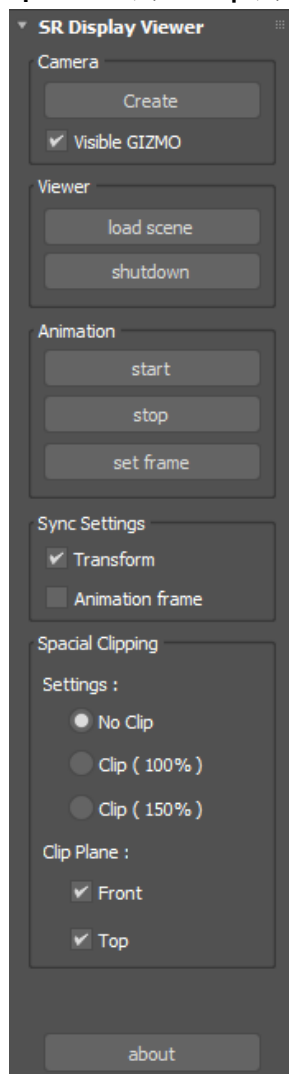 SR Display Viewer
Camera
Create
Visible GIZMO
Viewer
load scene
shutdown
Animation
start
stop
set frame
Sync Settings
Transform
Animation frame
Spacial Clipping
Settings :
No Clip
Clip ( 100% )
Clip ( 150% )
Clip Plane :
Front
Top
about